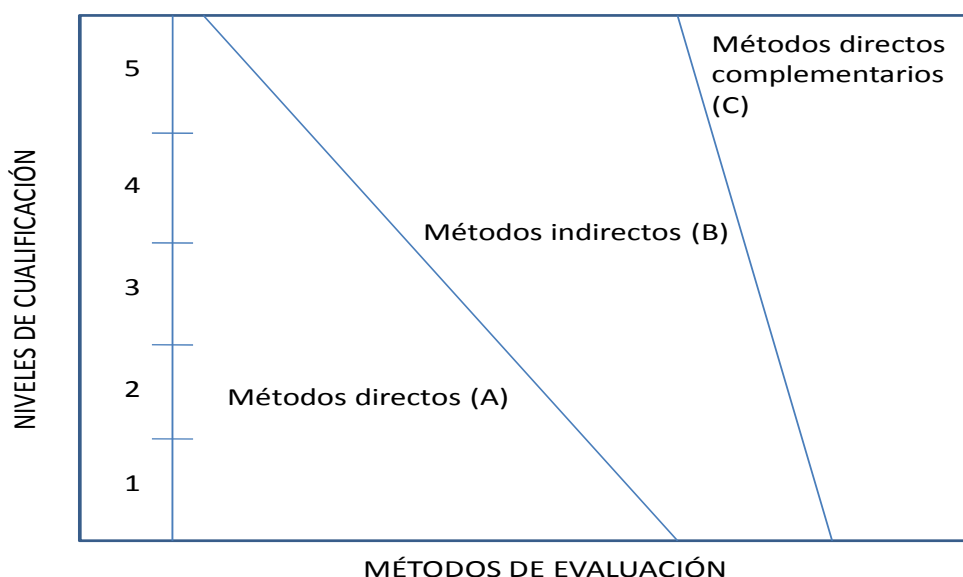 Métodos directos
complementarios
(C)
5
4
Métodos indirectos (B)
3
2
Métodos directos (A)
1
NIVELES DE CUALIFICACIÓN
MÉTODOS DE EVALUACIÓN